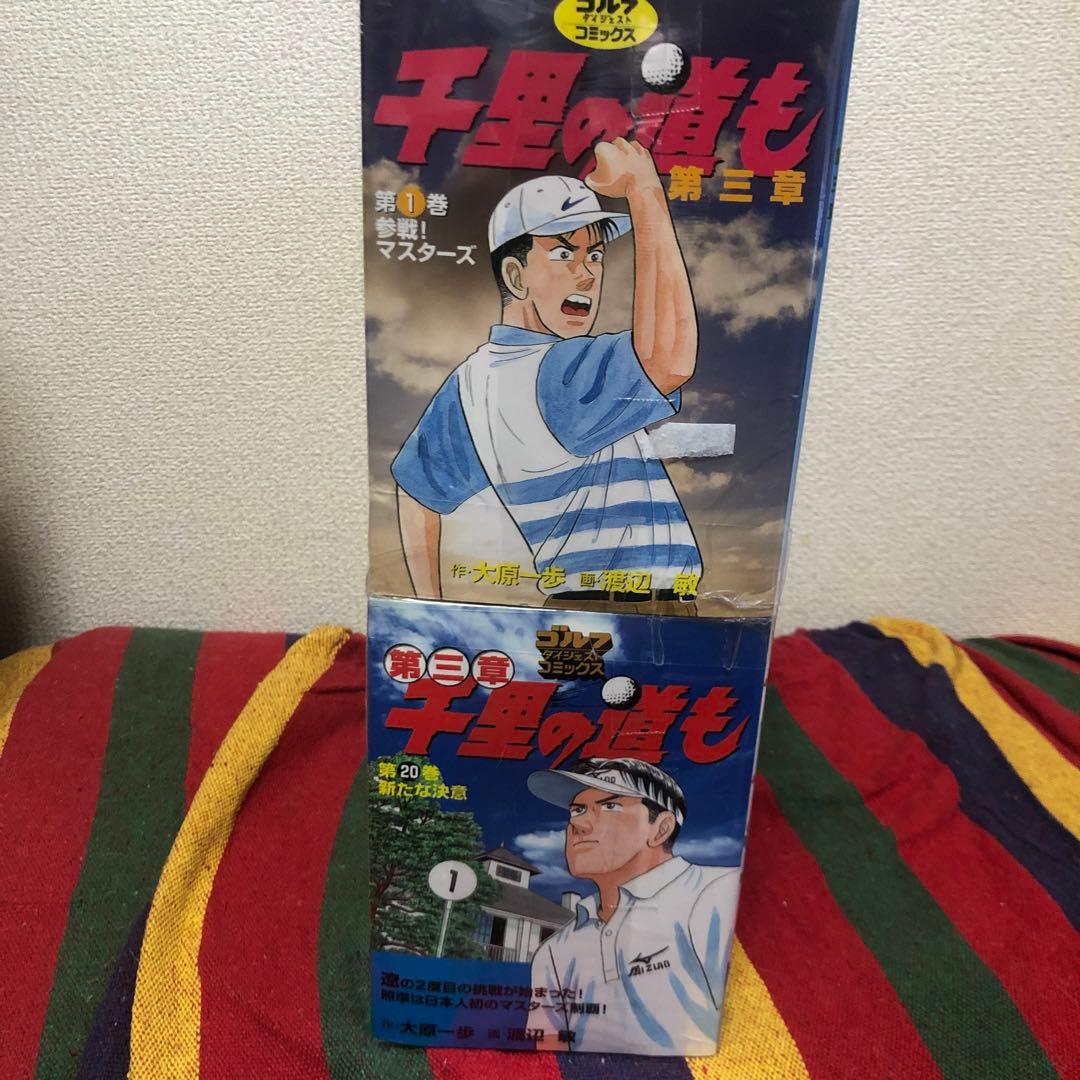 ゴルフ
ダイジェスト
コミックス
千里の道も
第三章
第1巻
参戦!
マスターズ
作・大原一歩 画・渡辺 敏
ゴルフ
ダイジェスト
コミックス
第三章
千里の道も
第20巻
新たな決意
1
MIZUNO
遼の2度目の挑戦が始まった!
照準は日本人初のマスターズ制覇!
作・大原一歩 画 渡辺 敏